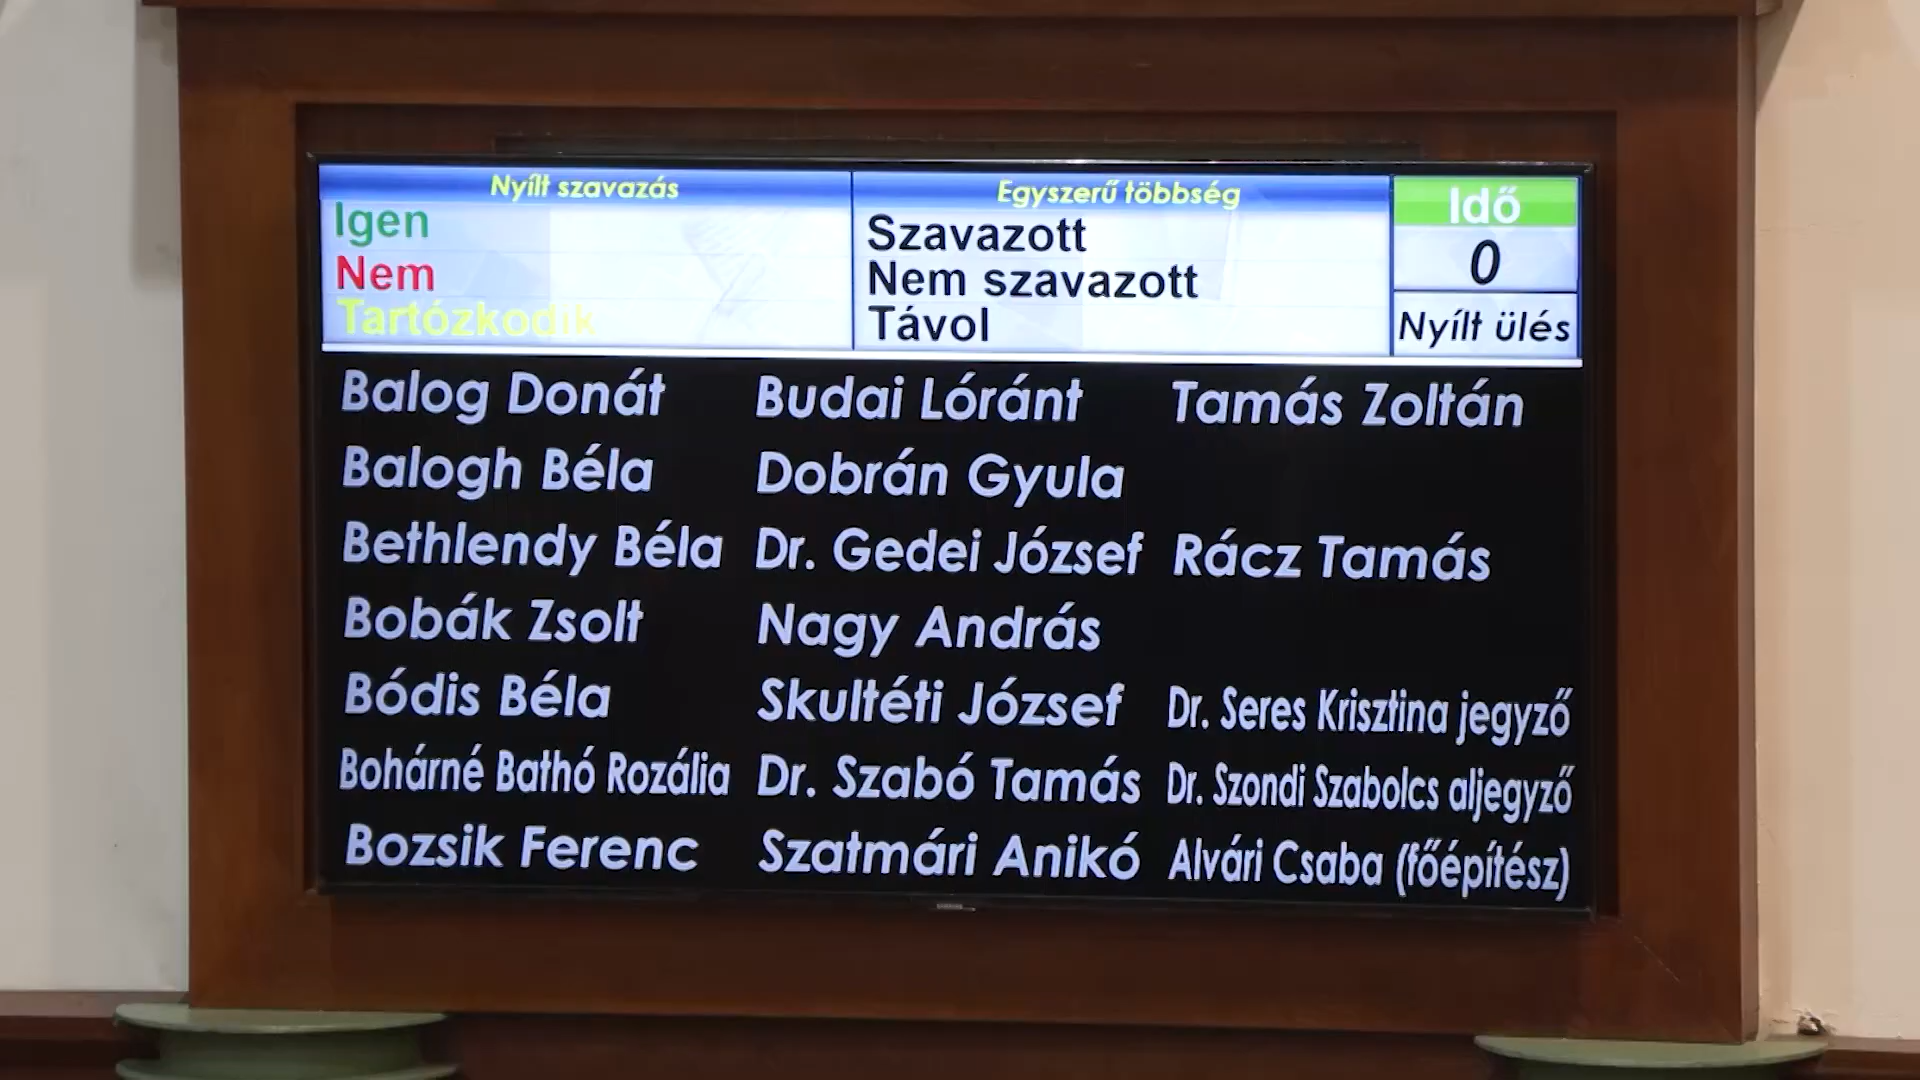 Nyílt szavazás
Igen
Nem
Tartózkodik
Egyszerű többség
Szavazott
Nem szavazott
Távol
Idő
0
Nyílt ülés
Balog Donát
Balogh Béla
Bethlendy Béla
Bobák Zsolt
Bódis Béla
Bohárné Bathó Rozália
Bozsik Ferenc
Budai Lóránt
Dobrán Gyula
Dr. Gedei József
Nagy András
Skultéti József
Dr. Szabó Tamás
Szatmári Anikó
Tamás Zoltán
Rácz Tamás
Dr. Seres Krisztina jegyző
Dr. Szondi Szabolcs aljegyző
Alvári Csaba (főépítész)